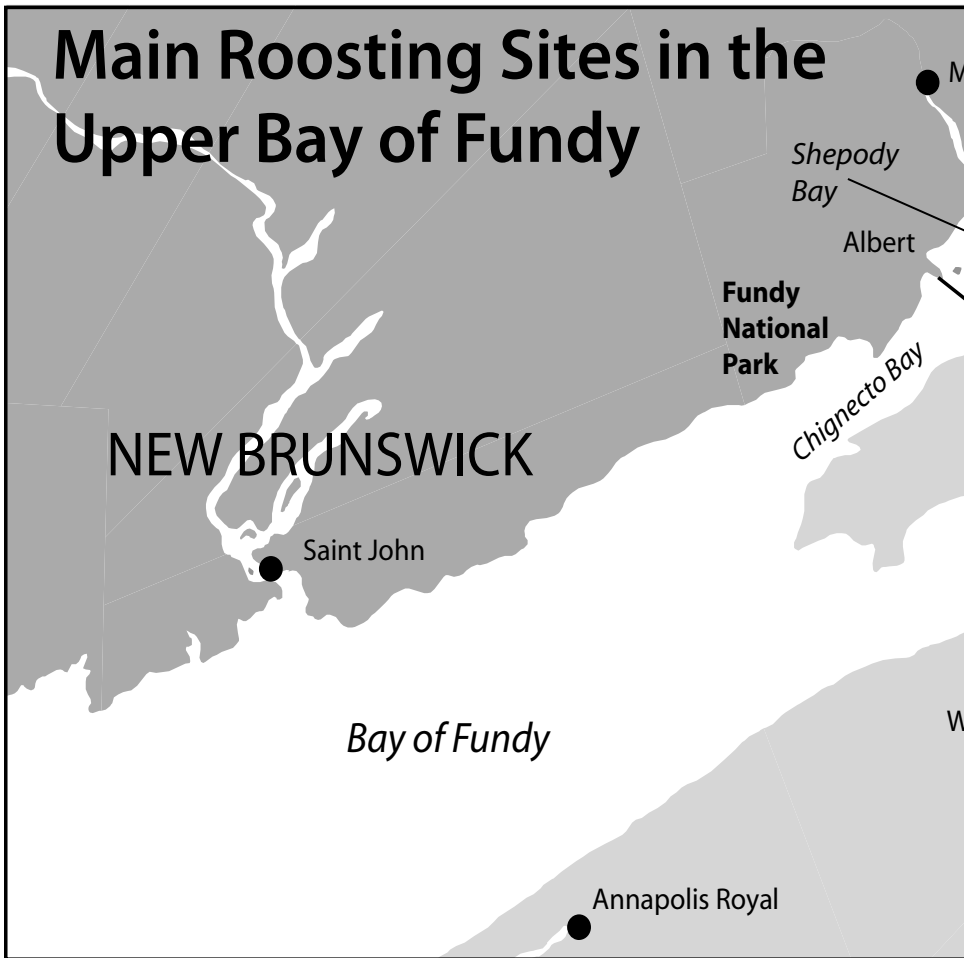 Main Roosting Sites in the
Upper Bay of Fundy
M
Shepody
Bay
Albert
Fundy
National
Park
Chignecto Bay
NEW BRUNSWICK
Saint John
Bay of Fundy
W
Annapolis Royal